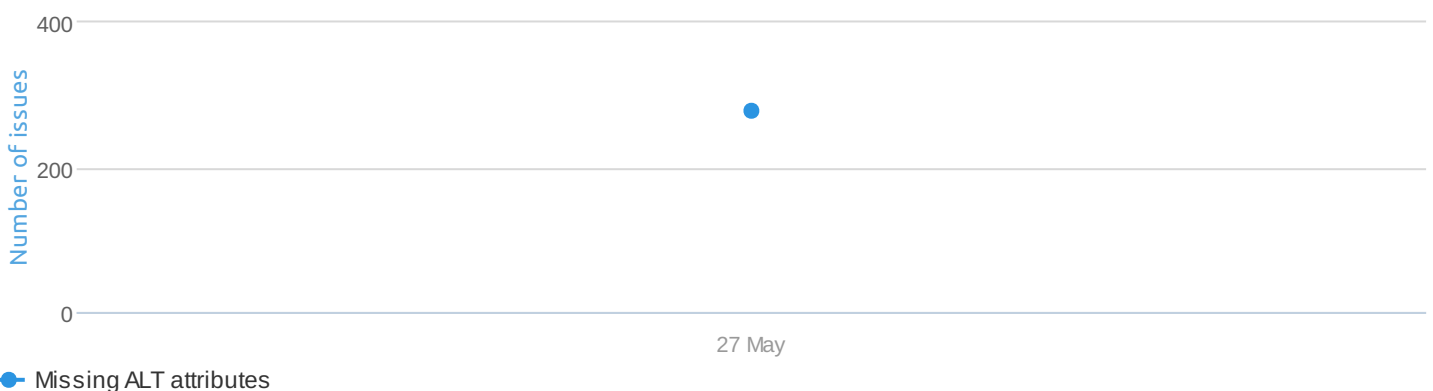 400
Number of issues
200
0
27 May
Missing ALT attributes